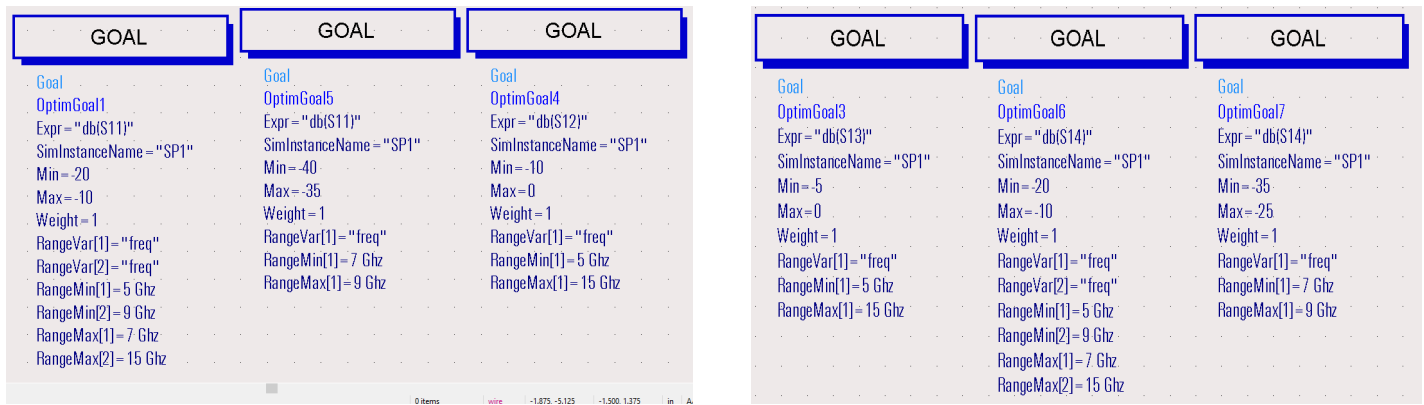 GOAL
Goal
OptimGoal1
Expr="db(S11)"
SimInstanceName="SP1"
Min=-20
Max=-10
Weight=1
RangeVar[1]="freq"
RangeVar[2]="freq"
RangeMin[1]=5 Ghz
RangeMin[2]=9 Ghz
RangeMax[1]=7 Ghz
RangeMax[2]=15 Ghz
GOAL
Goal
OptimGoal5
Expr="db(S11)"
SimInstanceName="SP1"
Min=-40
Max=-35
Weight=1
RangeVar[1]="freq"
RangeMin[1]=7 Ghz
RangeMax[1]=9 Ghz
GOAL
Goal
OptimGoal4
Expr="db(S12)"
SimInstanceName="SP1"
Min=-10
Max=0
Weight=1
RangeVar[1]="freq"
RangeMin[1]=5 Ghz
RangeMax[1]=15 Ghz
0 items wire -1.875, -5.125 -1.500, 1.375 in A
GOAL
Goal
OptimGoal3
Expr="db(S13)"
SimInstanceName="SP1"
Min=-5
Max=0
Weight=1
RangeVar[1]="freq"
RangeMin[1]=5 Ghz
RangeMax[1]=15 Ghz
GOAL
Goal
OptimGoal6
Expr="db(S14)"
SimInstanceName="SP1"
Min=-20
Max=-10
Weight=1
RangeVar[1]="freq"
RangeVar[2]="freq"
RangeMin[1]=5 Ghz
RangeMin[2]=9 Ghz
RangeMax[1]=7 Ghz
RangeMax[2]=15 Ghz
GOAL
Goal
OptimGoal7
Expr="db(S14)"
SimInstanceName="SP1"
Min=-35
Max=-25
Weight=1
RangeVar[1]="freq"
RangeMin[1]=7 Ghz
RangeMax[1]=9 Ghz